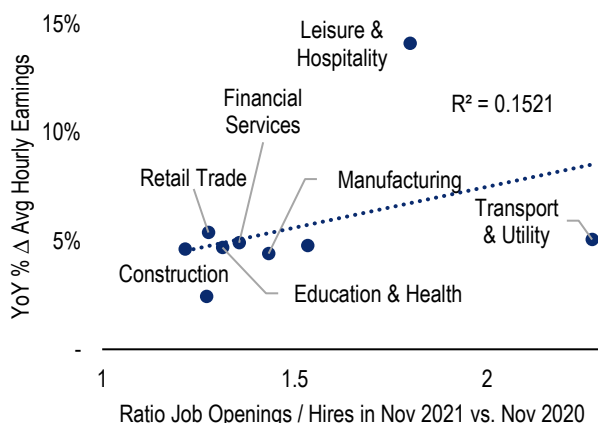 15%
10%
5%
-
YoY % Δ Avg Hourly Earnings
Leisure &
Hospitality
Financial
Services
R² = 0.1521
Retail Trade
Manufacturing
Transport
& Utility
Construction
Education & Health
1
1.5
2
Ratio Job Openings / Hires in Nov 2021 vs. Nov 2020